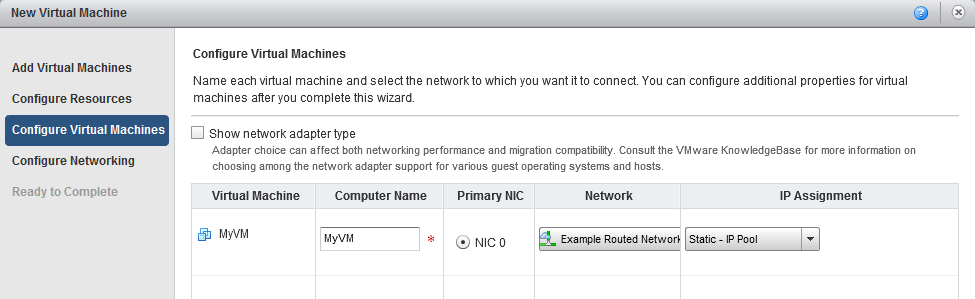 New Virtual Machine
Add Virtual Machines
Configure Resources
Configure Virtual Machines
Configure Networking
Ready to Complete
Configure Virtual Machines
Name each virtual machine and select the network to which you want it to connect. You can configure additional properties for virtual
machines after you complete this wizard.
Show network adapter type
Adapter choice can affect both networking performance and migration compatibility. Consult the VMware KnowledgeBase for more information on
choosing among the network adapter support for various guest operating systems and hosts.
Virtual Machine Computer Name Primary NIC Network IP Assignment
MyVM MyVM * NIC 0 Example Routed Network Static - IP Pool